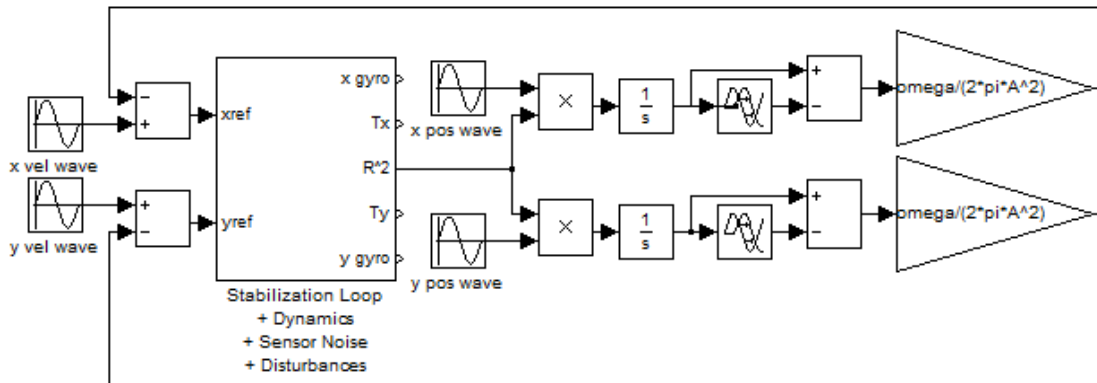 x vel wave
y vel wave
−
+
+
−
xref
yref
x gyro
Tx
R^2
Ty
y gyro
Stabilization Loop
+ Dynamics
+ Sensor Noise
+ Disturbances
x pos wave
y pos wave
×
×
1
s
1
s
+
−
+
−
omega/(2*pi*A^2)
omega/(2*pi*A^2)